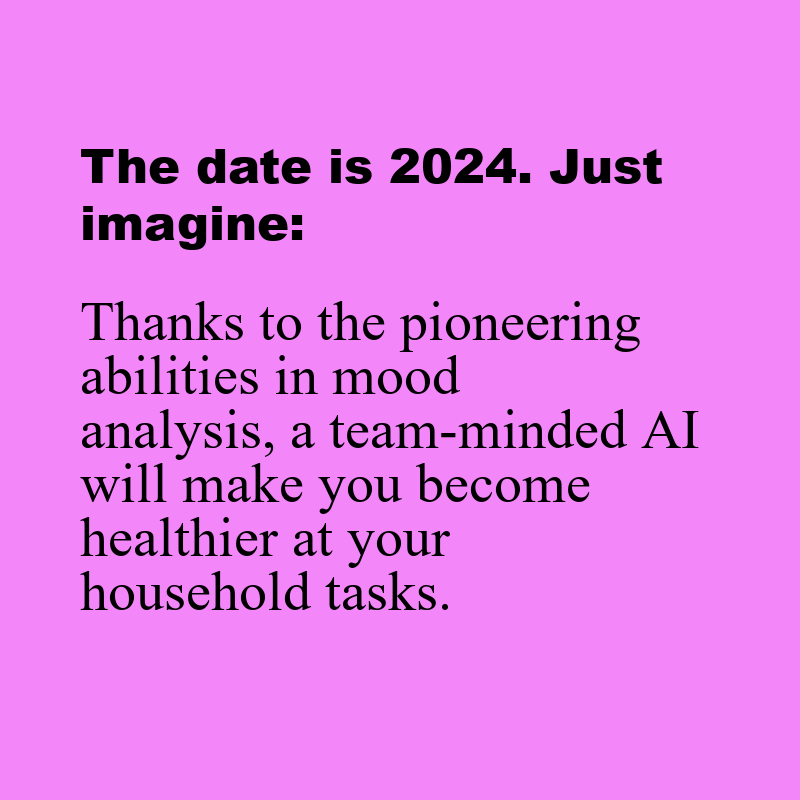 The date is 2024. Just
imagine:
Thanks to the pioneering
abilities in mood
analysis, a team-minded AI
will make you become
healthier at your
household tasks.